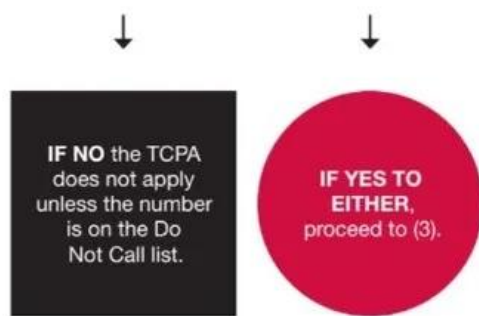 IF NO the TCPA
does not apply
unless the number
is on the Do
Not Call list.
IF YES TO
EITHER,
proceed to (3).